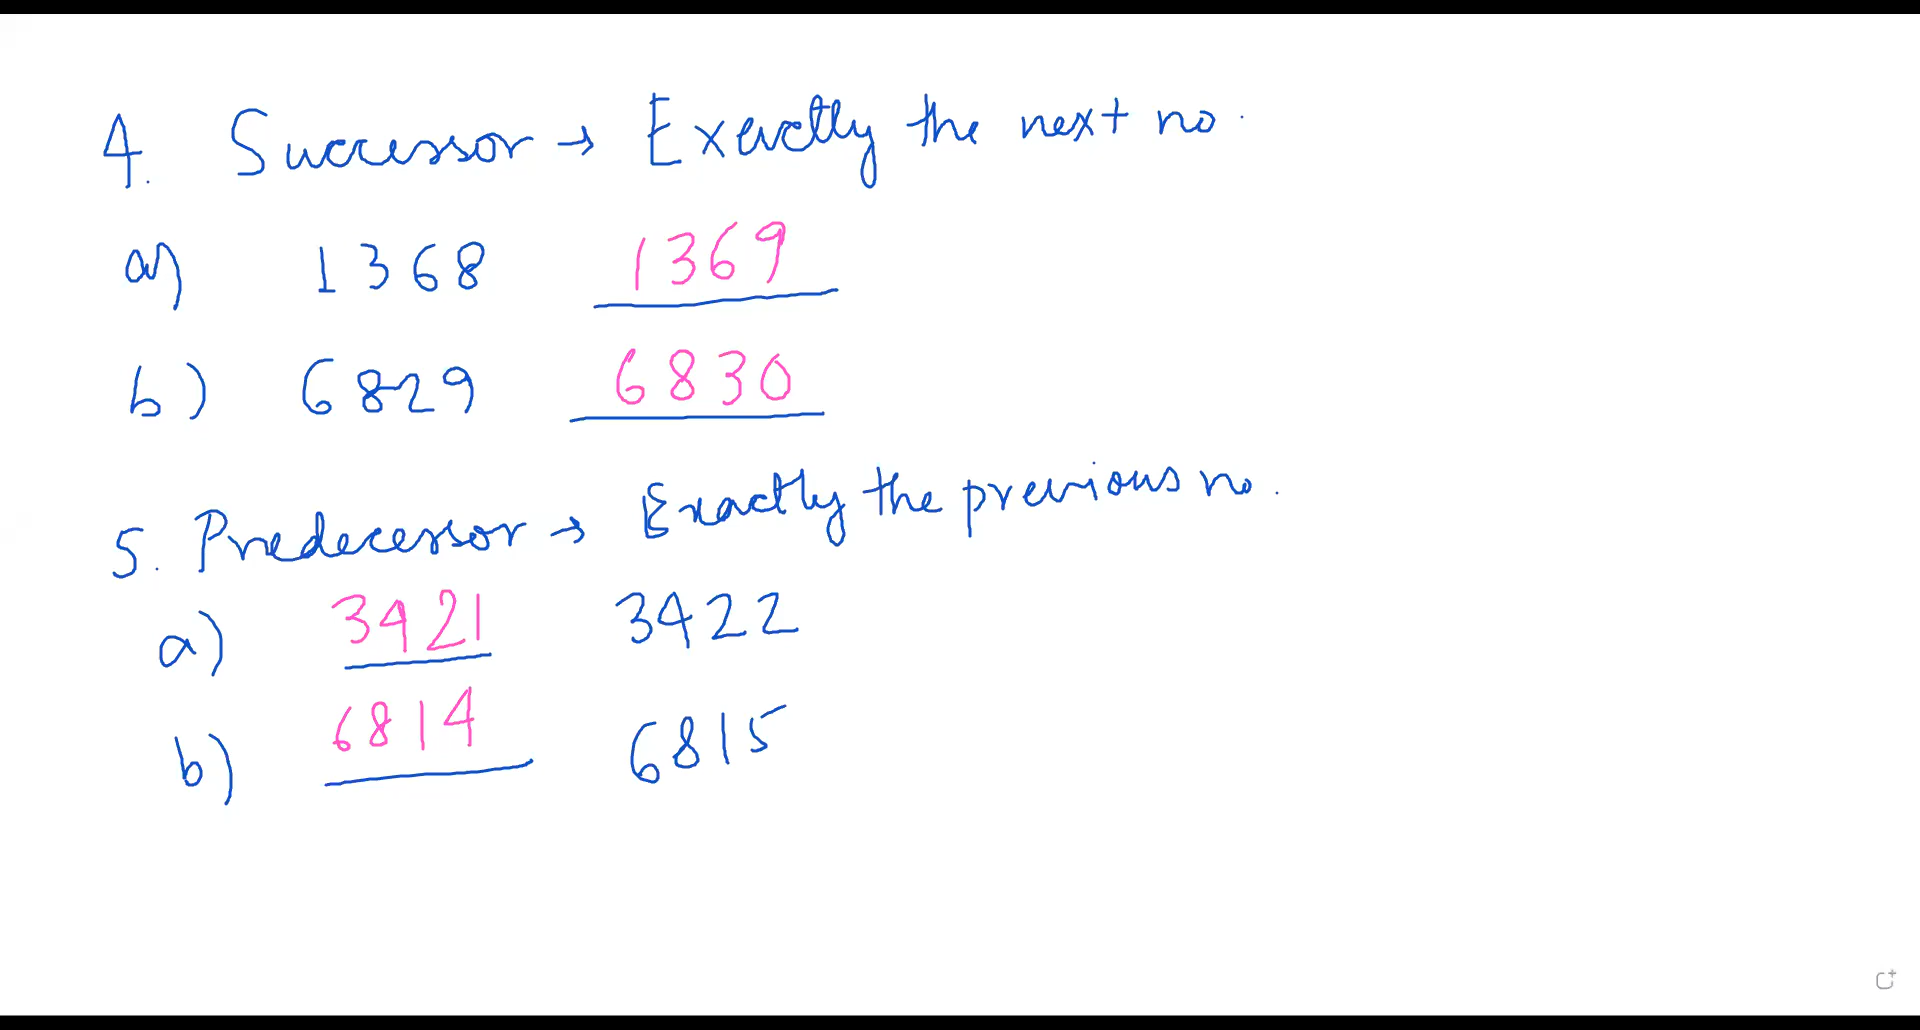 4. Successor → Exactly the next no.
a) 1368 1369
b) 6829 6830
5. Predecessor → Exactly the previous no.
a) 3421 3422
b) 6814 6815